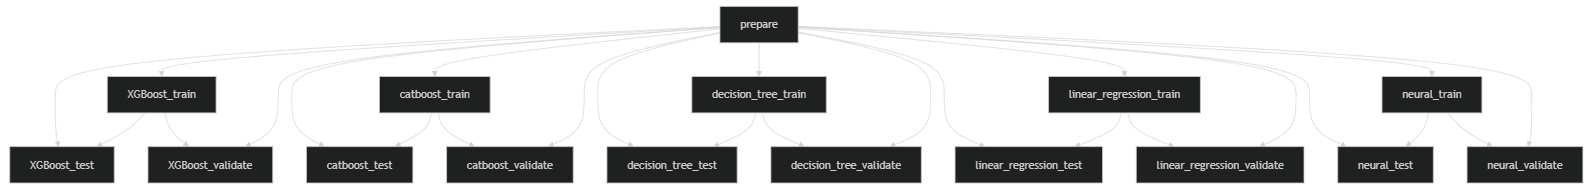 prepare
XGBoost_train
catboost_train
decision_tree_train
linear_regression_train
neural_train
XGBoost_test
XGBoost_validate
catboost_test
catboost_validate
decision_tree_test
decision_tree_validate
linear_regression_test
linear_regression_validate
neural_test
neural_validate